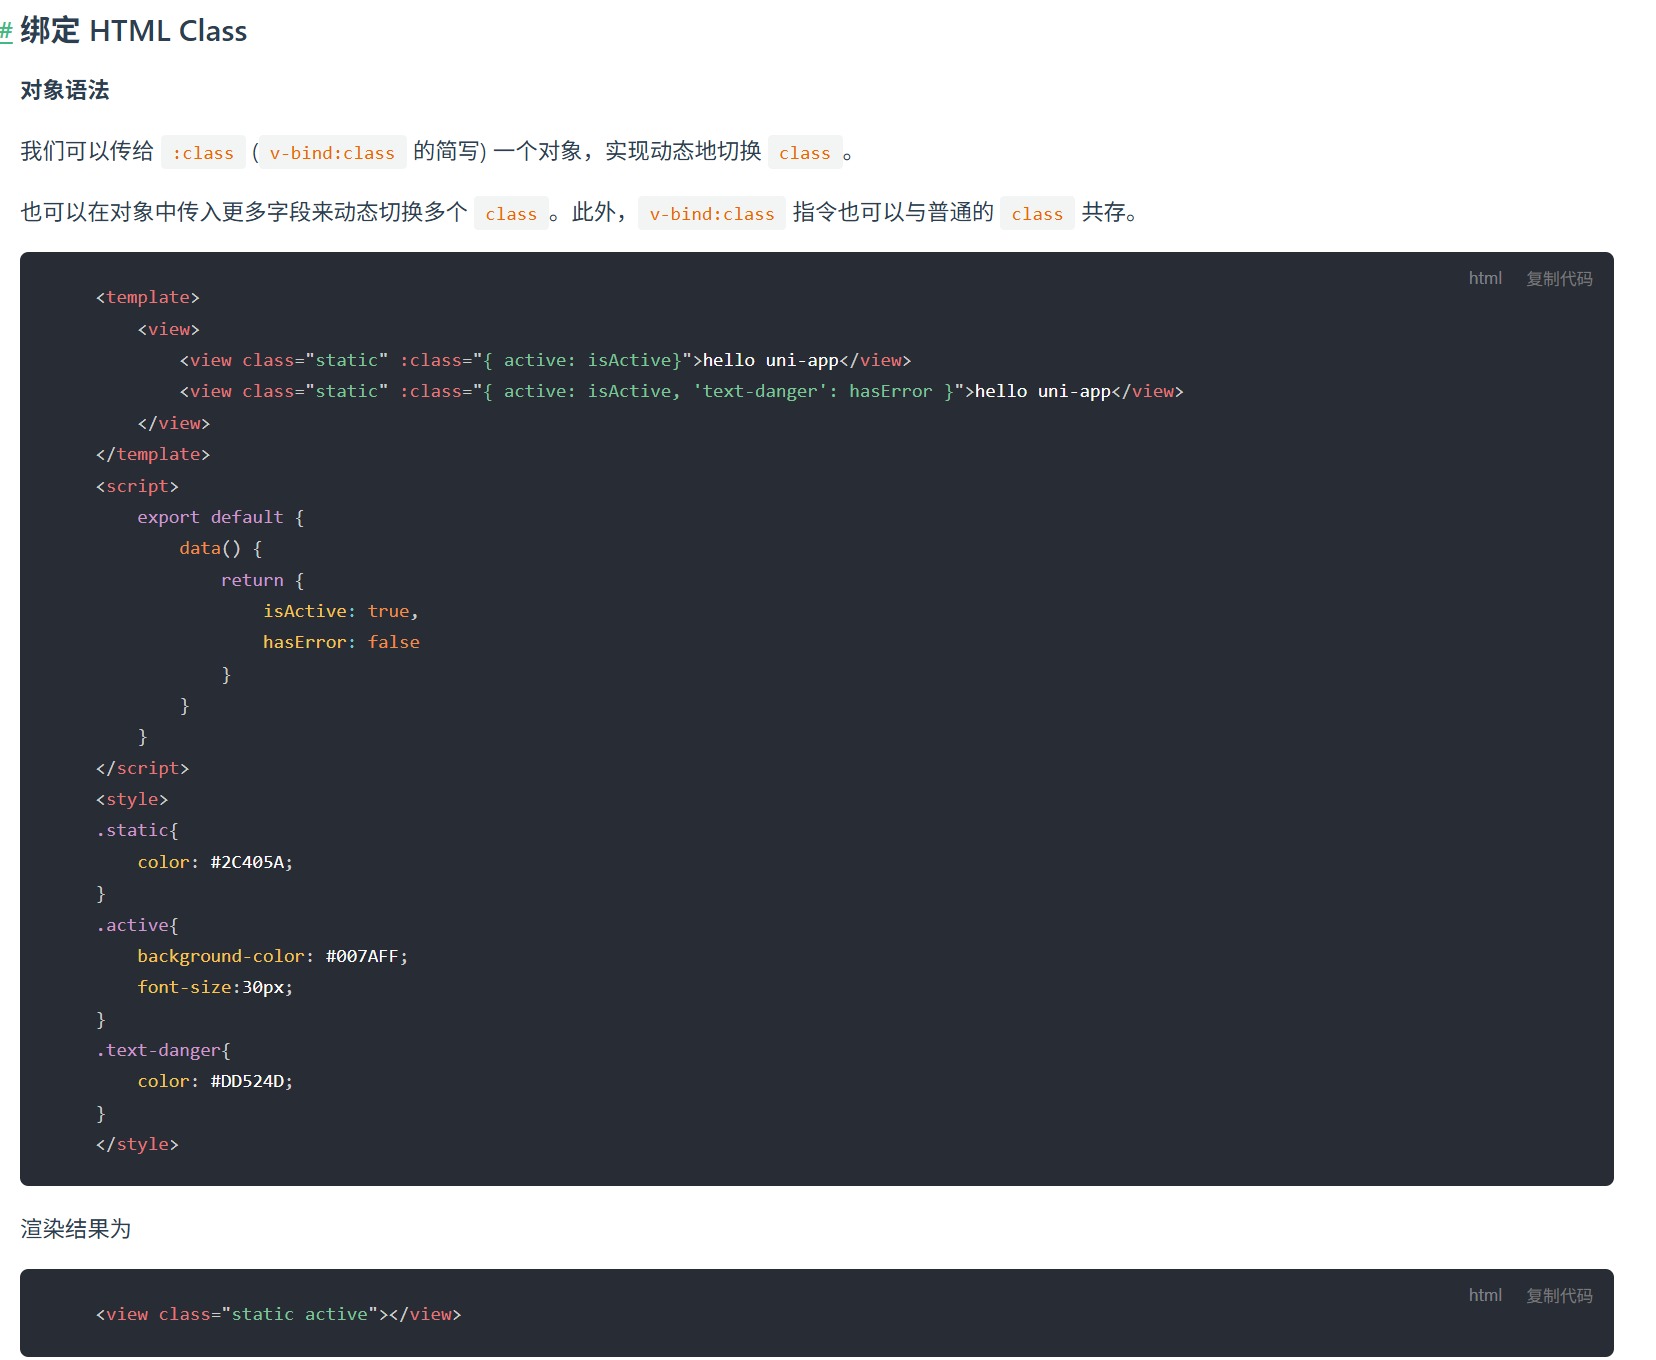 # 绑定 HTML Class
对象语法
我们可以传给 :class (v-bind:class 的简写) 一个对象，实现动态地切换 class 。
也可以在对象中传入更多字段来动态切换多个 class 。此外， v-bind:class 指令也可以与普通的 class 共存。
html 复制代码
<template>
    <view>
        <view class="static" :class="{ active: isActive}">hello uni-app</view>
        <view class="static" :class="{ active: isActive, 'text-danger': hasError }">hello uni-app</view>
    </view>
</template>
<script>
    export default {
        data() {
            return {
                isActive: true,
                hasError: false
            }
        }
    }
</script>
<style>
.static{
    color: #2C405A;
}
.active{
    background-color: #007AFF;
    font-size:30px;
}
.text-danger{
    color: #DD524D;
}
</style>
渲染结果为
html 复制代码
<view class="static active"></view>